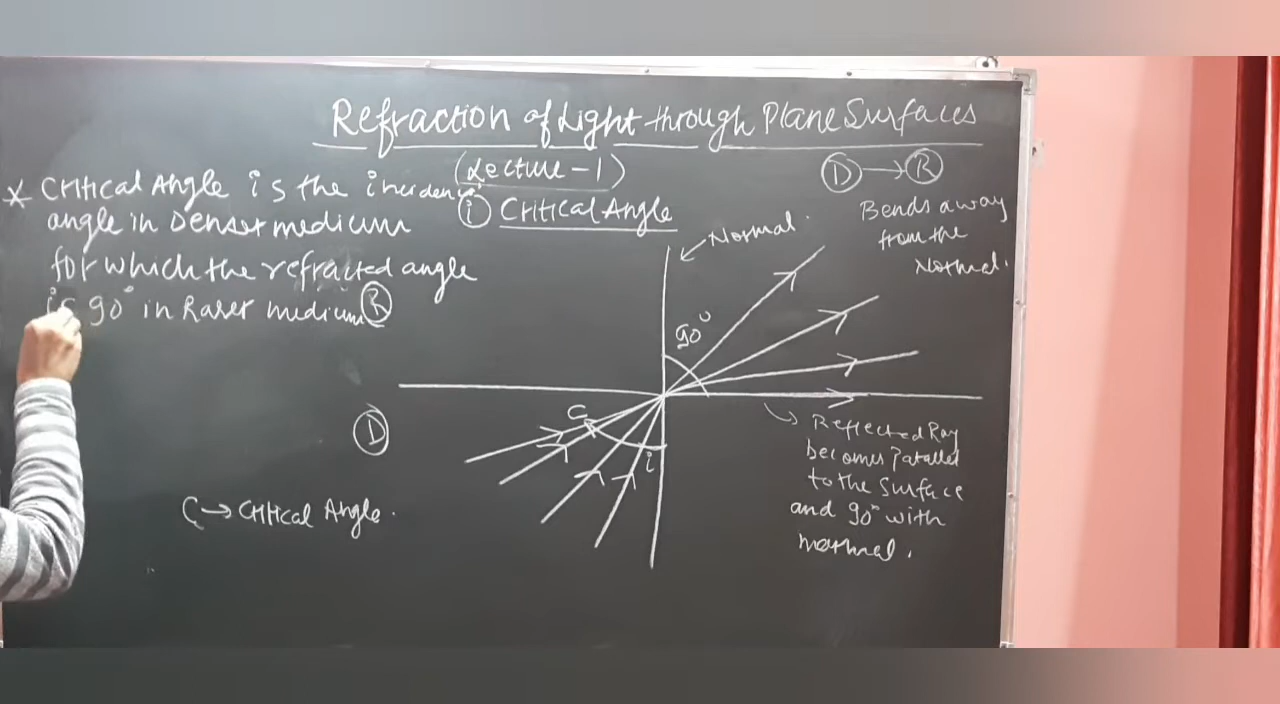 Refraction of Light through Plane Surfaces
(Lecture-1)
* Critical Angle is the incidence
angle in Denser medium
for which the refracted angle
is 90° in Rarer medium
(i) Critical Angle
D → R
Bends away
from the
Normal.
Normal.
R
90°
D
C
i
Reflected Ray
becomes Parallel
to the surface
and 90° with
normal.
C → Critical Angle.